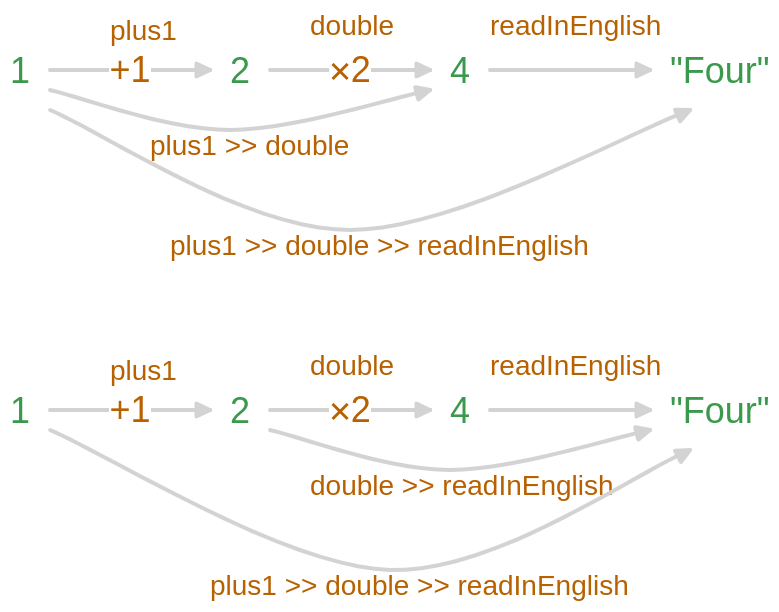 plus1 double readInEnglish
1 +1 2 ×2 4 "Four"
plus1 >> double
plus1 >> double >> readInEnglish
plus1 double readInEnglish
1 +1 2 ×2 4 "Four"
double >> readInEnglish
plus1 >> double >> readInEnglish